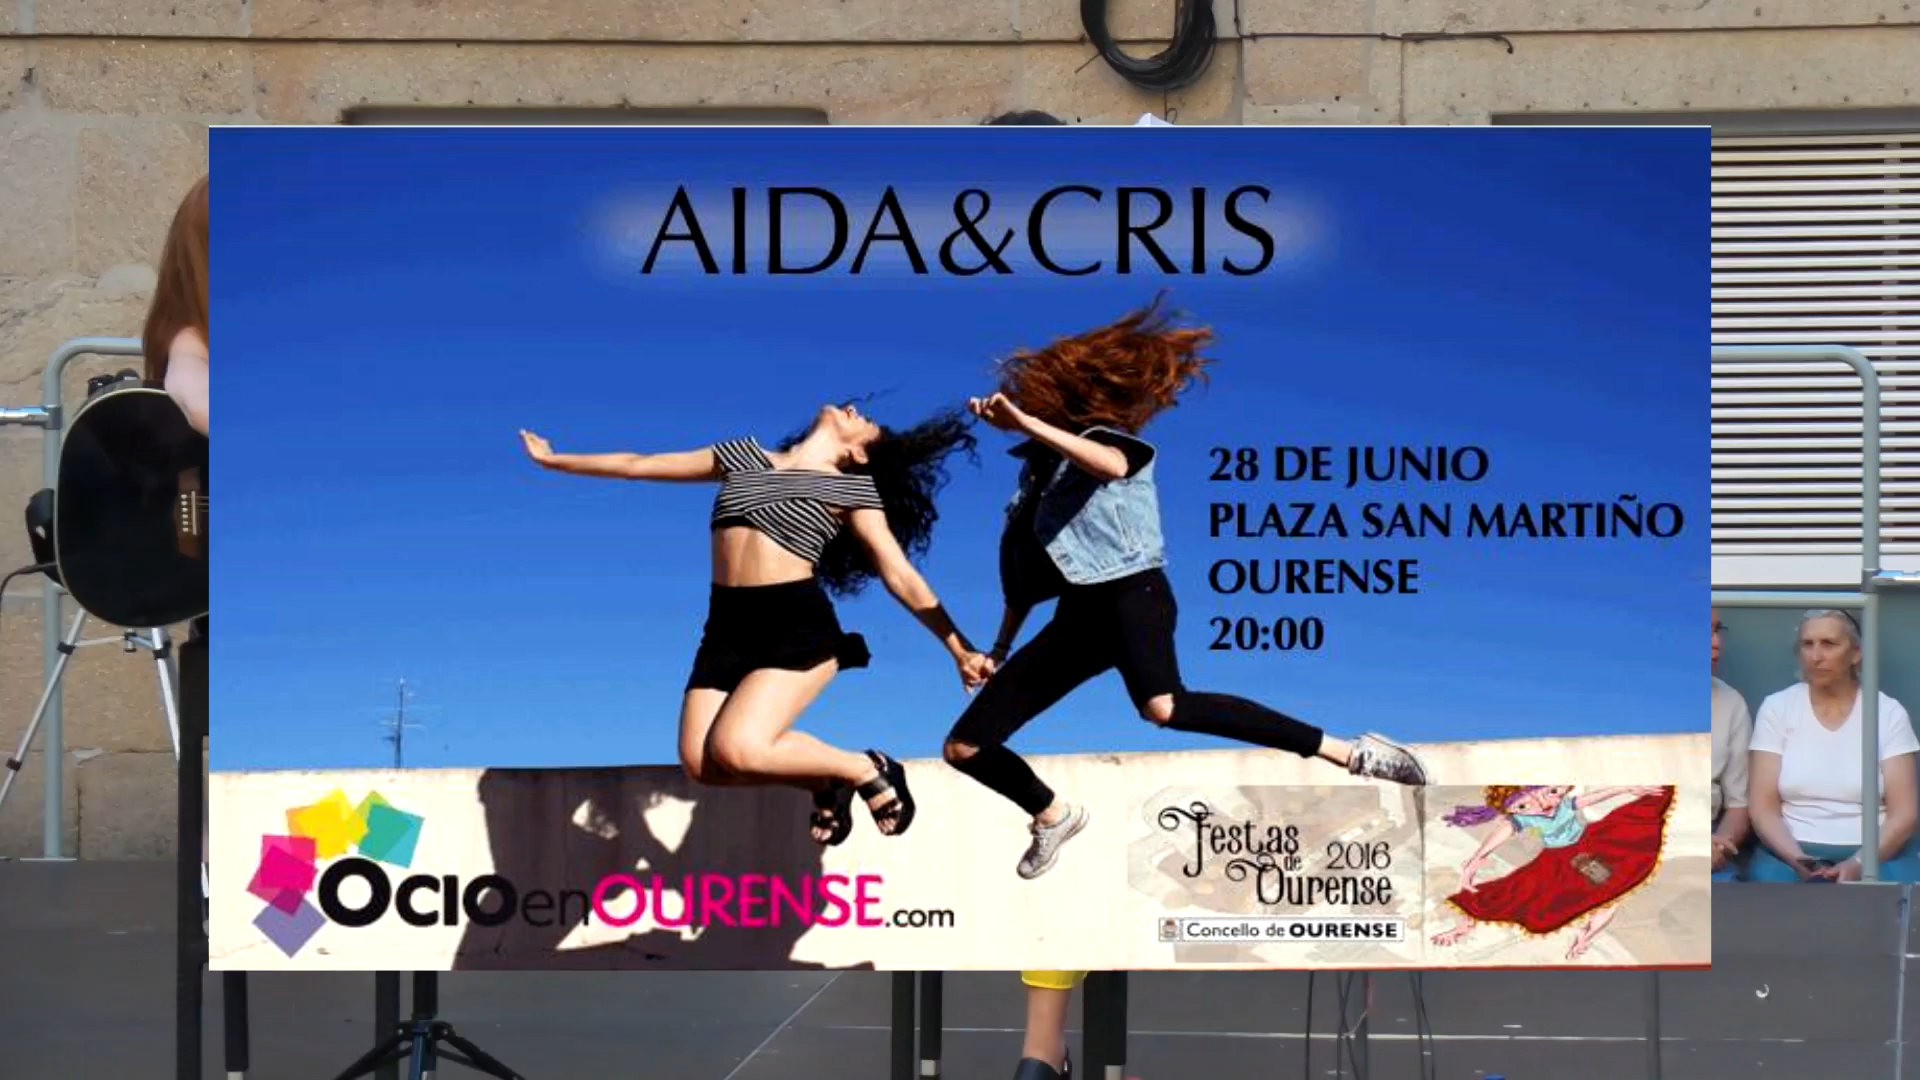 AIDA&CRIS
28 DE JUNIO
PLAZA SAN MARTIÑO
OURENSE
20:00
OCIOenOURENSE.com
Festas
de
2016
Ourense
Concello de OURENSE